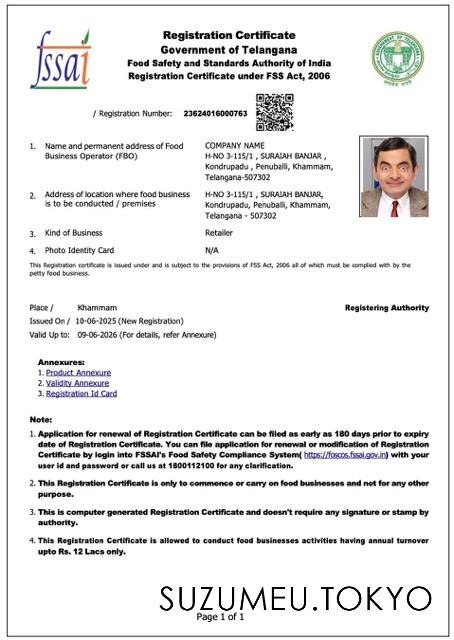 fssai
Registration Certificate
Government of Telangana
Food Safety and Standards Authority of India
Registration Certificate under FSS Act, 2006
/ Registration Number: 23624016000763
1. Name and permanent address of Food Business Operator (FBO)
COMPANY NAME
H-NO 3-115/1 , SURAIAH BANJAR ,
Kondrupadu , Penuballi, Khammam,
Telangana-507302
2. Address of location where food business is to be conducted / premises
H-NO 3-115/1 , SURAIAH BANJAR,
Kondrupadu, Penuballi, Khammam,
Telangana - 507302
3. Kind of Business Retailer
4. Photo Identity Card N/A
This Registration certificate is issued under and is subject to the provisions of FSS Act, 2006 all of which must be complied with by the
petty food business.
Place / Khammam Registering Authority
Issued On / 10-06-2025 (New Registration)
Valid Up to: 09-06-2026 (For details, refer Annexure)
Annexures:
1. Product Annexure
2. Validity Annexure
3. Registration Id Card
Note:
1. Application for renewal of Registration Certificate can be filed as early as 180 days prior to expiry
date of Registration Certificate. You can file application for renewal or modification of Registration
Certificate by login into FSSAI's Food Safety Compliance System( https://foscos.fssai.gov.in) with your
user id and password or call us at 1800112100 for any clarification.
2. This Registration Certificate is only to commence or carry on food businesses and not for any other
purpose.
3. This is computer generated Registration Certificate and doesn't require any signature or stamp by
authority.
4. This Registration Certificate is allowed to conduct food businesses activities having annual turnover
upto Rs. 12 Lacs only.
SUZUMEU.TOKYO
Page 1 of 1